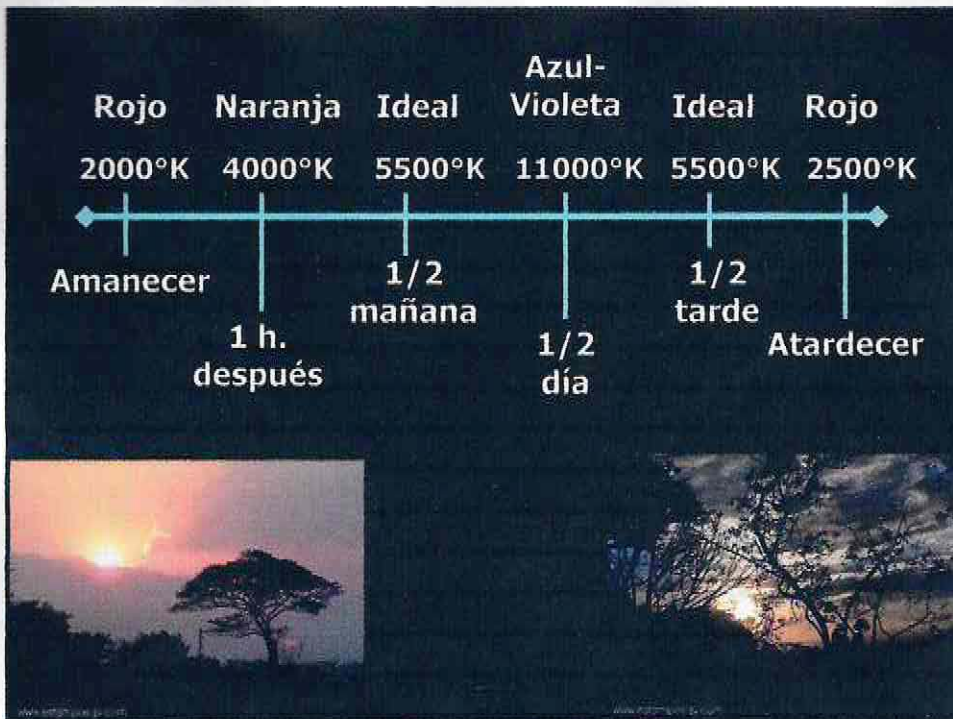 Rojo
Naranja
Ideal
Azul-
Violeta
Ideal
Rojo
2000°K
4000°K
5500°K
11000°K
5500°K
2500°K
Amanecer
1 h.
después
1/2
mañana
1/2
día
1/2
tarde
Atardecer